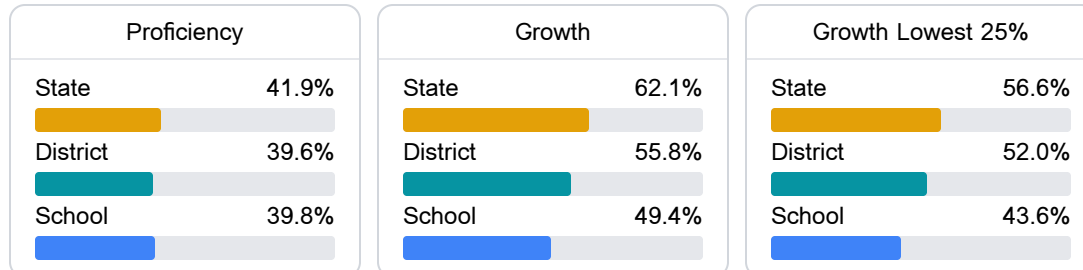 Proficiency
State 41.9%
District 39.6%
School 39.8%
Growth
State 62.1%
District 55.8%
School 49.4%
Growth Lowest 25%
State 56.6%
District 52.0%
School 43.6%